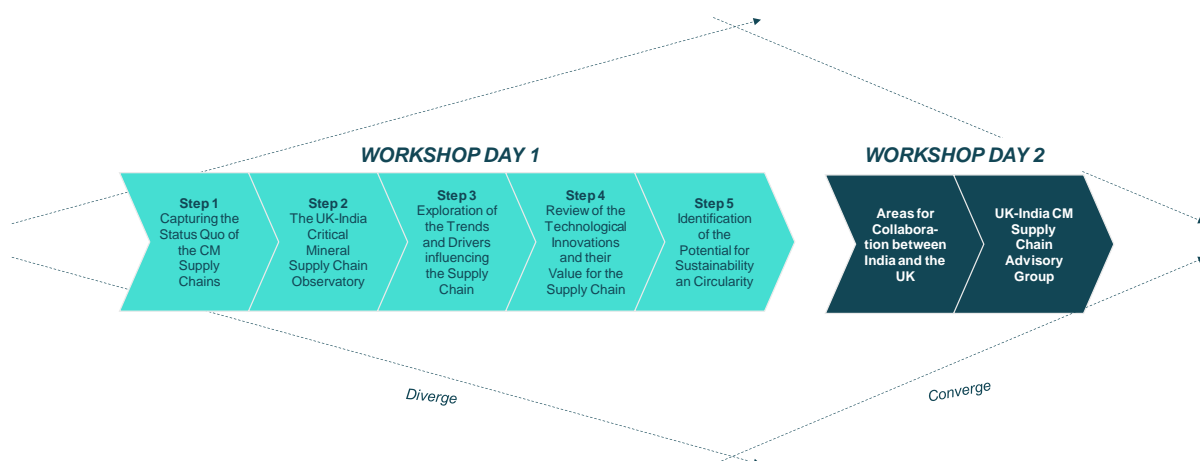 WORKSHOP DAY 1
Step 1
Capturing the
Status Quo of
the CM
Supply
Chains
Step 2
The UK-India
Critical
Mineral
Supply Chain
Observatory
Step 3
Exploration of
the Trends
and Drivers
influencing
the Supply
Chain
Step 4
Review of the
Technological
Innovations
and their
Value for the
Supply Chain
Step 5
Identification
of the
Potential for
Sustainability
an Circularity
WORKSHOP DAY 2
Areas for
Collabora-
tion between
India and the
UK
UK-India CM
Supply
Chain
Advisory
Group
Diverge
Converge